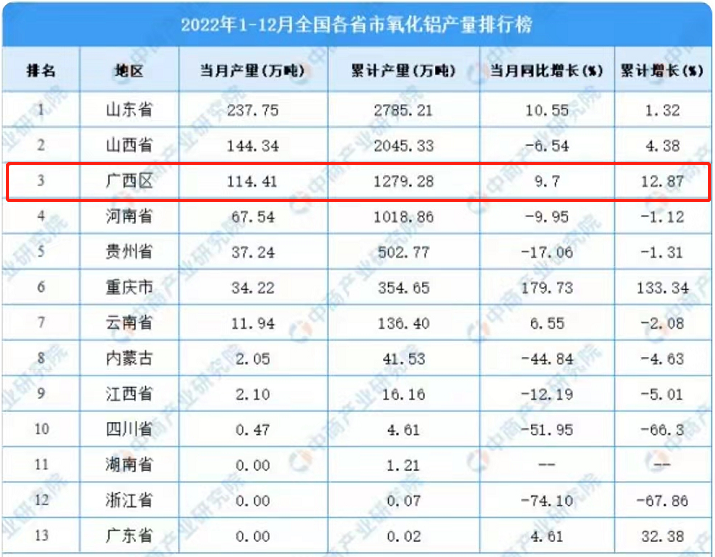 2022年1-12月全国各省市氧化铝产量排行榜
排名 地区 当月产量(万吨) 累计产量(万吨) 当月同比增长(%) 累计增长(%)
1 山东省 237.75 2785.21 10.55 1.32
2 山西省 144.34 2045.33 -6.54 4.38
3 广西区 114.41 1279.28 9.7 12.87
4 河南省 67.54 1018.86 -9.95 -1.12
5 贵州省 37.24 502.77 -17.06 -1.31
6 重庆市 34.22 354.65 179.73 133.34
7 云南省 11.94 136.40 6.55 -2.08
8 内蒙古 2.05 41.53 -44.84 -4.63
9 江西省 2.10 16.16 -12.19 -5.01
10 四川省 0.47 4.61 -51.95 -66.3
11 湖南省 0.00 1.21 -- --
12 浙江省 0.00 0.07 -74.10 -67.86
13 广东省 0.00 0.02 4.61 32.38
中商产业研究院